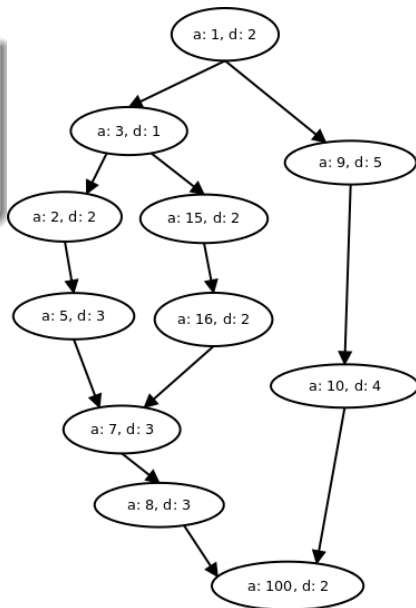 a: 1, d: 2
a: 3, d: 1
a: 9, d: 5
a: 2, d: 2
a: 15, d: 2
a: 5, d: 3
a: 16, d: 2
a: 10, d: 4
a: 7, d: 3
a: 8, d: 3
a: 100, d: 2